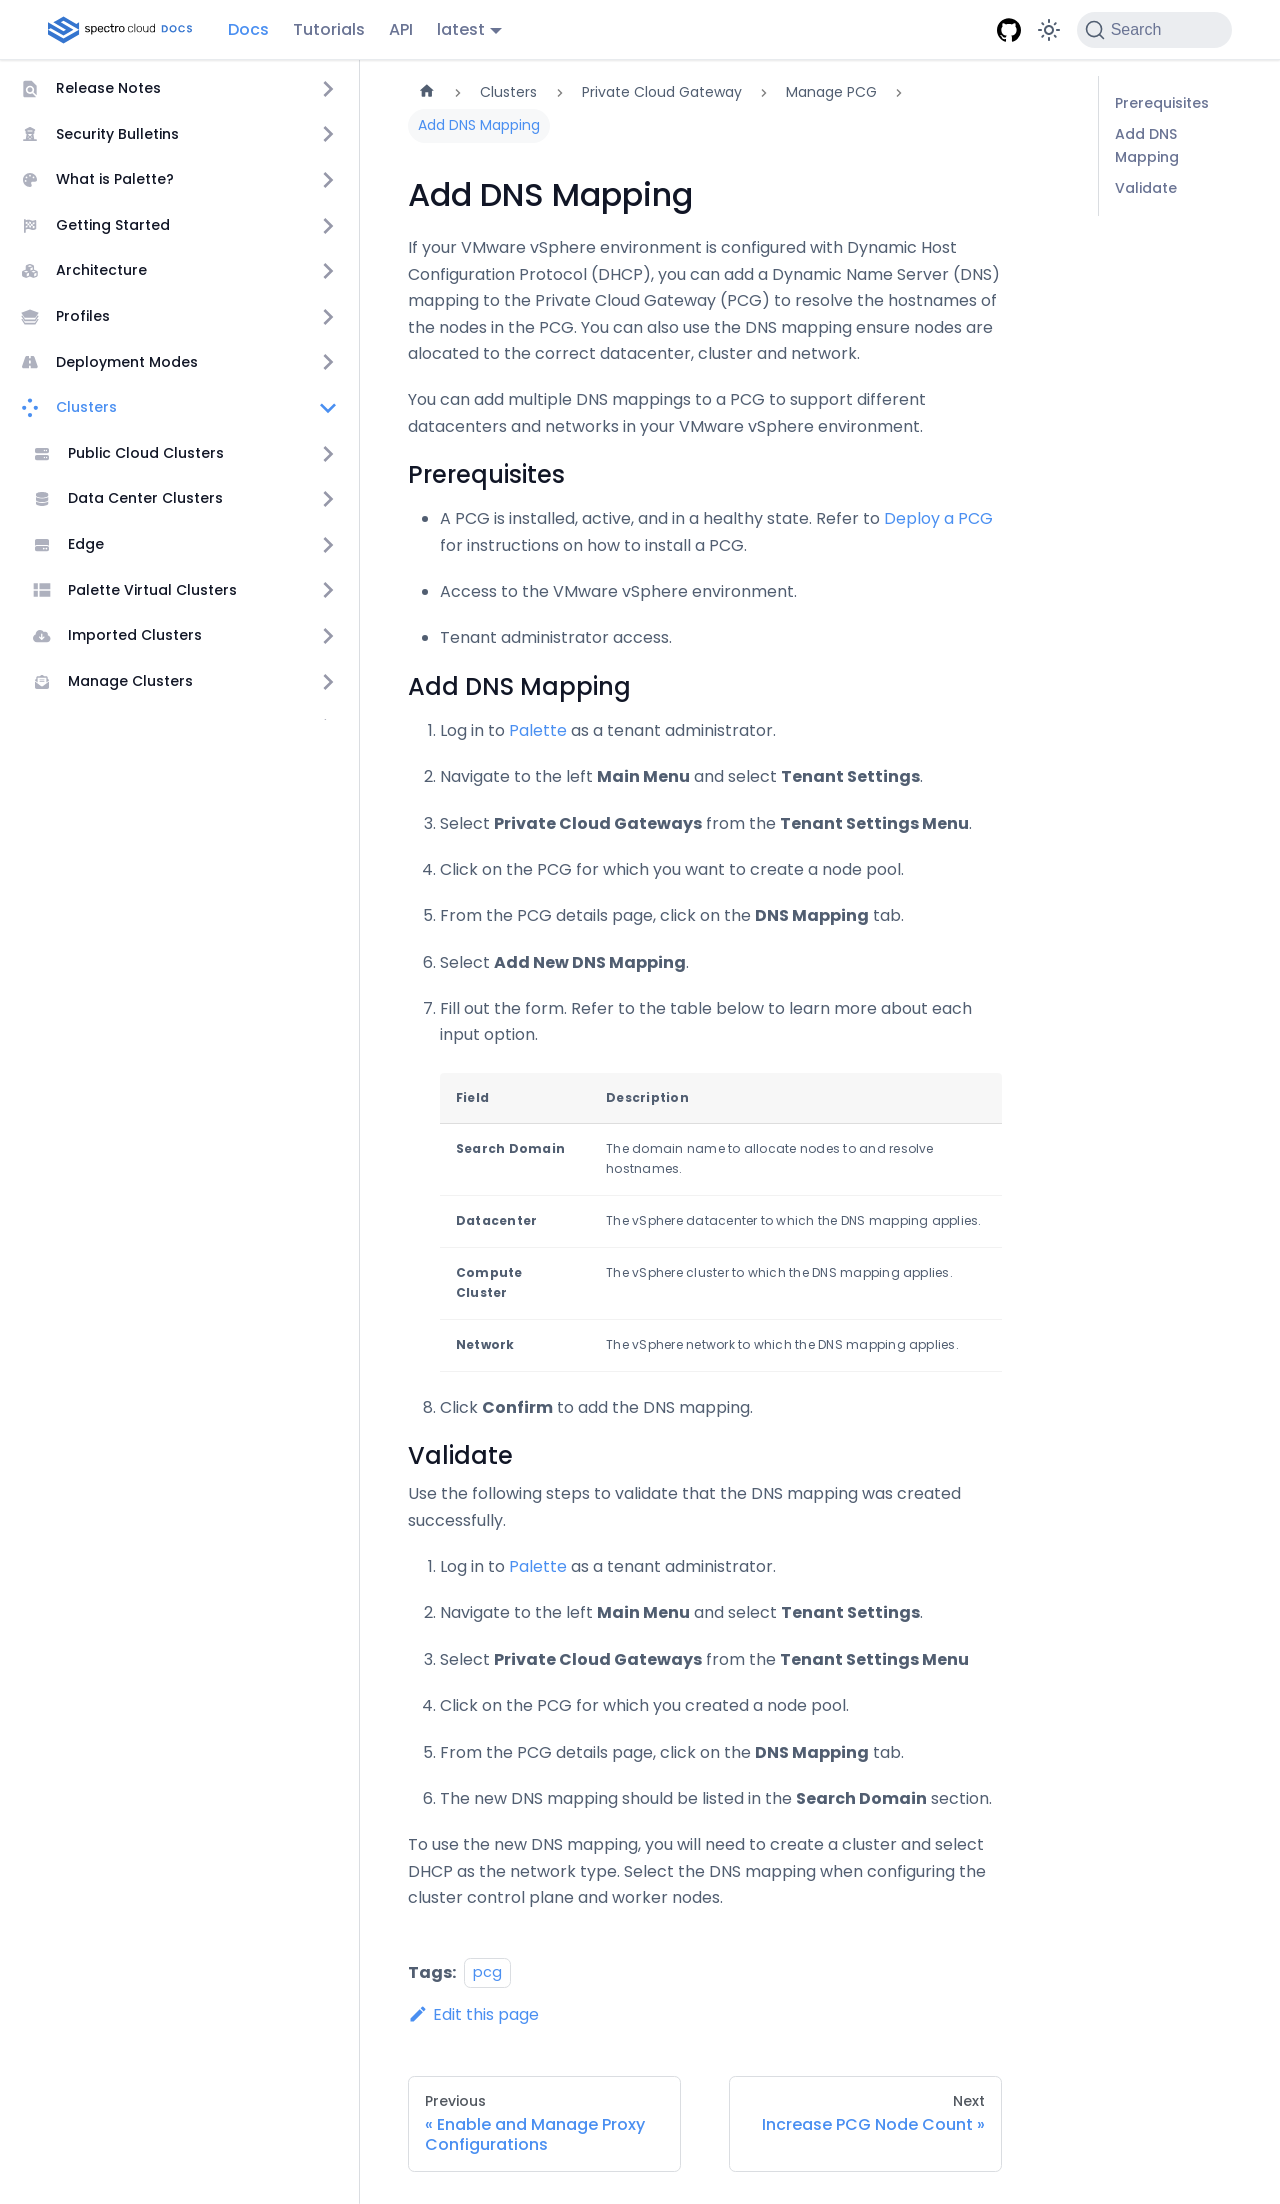 spectro cloud DOCS
Docs
Tutorials
API
latest
Search
Release Notes
Security Bulletins
What is Palette?
Getting Started
Architecture
Profiles
Deployment Modes
Clusters
Public Cloud Clusters
Data Center Clusters
Edge
Palette Virtual Clusters
Imported Clusters
Manage Clusters
Clusters
Private Cloud Gateway
Manage PCG
Add DNS Mapping
Add DNS Mapping
If your VMware vSphere environment is configured with Dynamic Host
Configuration Protocol (DHCP), you can add a Dynamic Name Server (DNS)
mapping to the Private Cloud Gateway (PCG) to resolve the hostnames of
the nodes in the PCG. You can also use the DNS mapping ensure nodes are
alocated to the correct datacenter, cluster and network.
You can add multiple DNS mappings to a PCG to support different
datacenters and networks in your VMware vSphere environment.
Prerequisites
• A PCG is installed, active, and in a healthy state. Refer to Deploy a PCG
for instructions on how to install a PCG.
• Access to the VMware vSphere environment.
• Tenant administrator access.
Add DNS Mapping
1. Log in to Palette as a tenant administrator.
2. Navigate to the left Main Menu and select Tenant Settings.
3. Select Private Cloud Gateways from the Tenant Settings Menu.
4. Click on the PCG for which you want to create a node pool.
5. From the PCG details page, click on the DNS Mapping tab.
6. Select Add New DNS Mapping.
7. Fill out the form. Refer to the table below to learn more about each
input option.
Field Description
Search Domain The domain name to allocate nodes to and resolve
hostnames.
Datacenter The vSphere datacenter to which the DNS mapping applies.
Compute The vSphere cluster to which the DNS mapping applies.
Cluster
Network The vSphere network to which the DNS mapping applies.
8. Click Confirm to add the DNS mapping.
Validate
Use the following steps to validate that the DNS mapping was created
successfully.
1. Log in to Palette as a tenant administrator.
2. Navigate to the left Main Menu and select Tenant Settings.
3. Select Private Cloud Gateways from the Tenant Settings Menu
4. Click on the PCG for which you created a node pool.
5. From the PCG details page, click on the DNS Mapping tab.
6. The new DNS mapping should be listed in the Search Domain section.
To use the new DNS mapping, you will need to create a cluster and select
DHCP as the network type. Select the DNS mapping when configuring the
cluster control plane and worker nodes.
Tags: pcg
Edit this page
Previous
« Enable and Manage Proxy
Configurations
Next
Increase PCG Node Count »
Prerequisites
Add DNS
Mapping
Validate